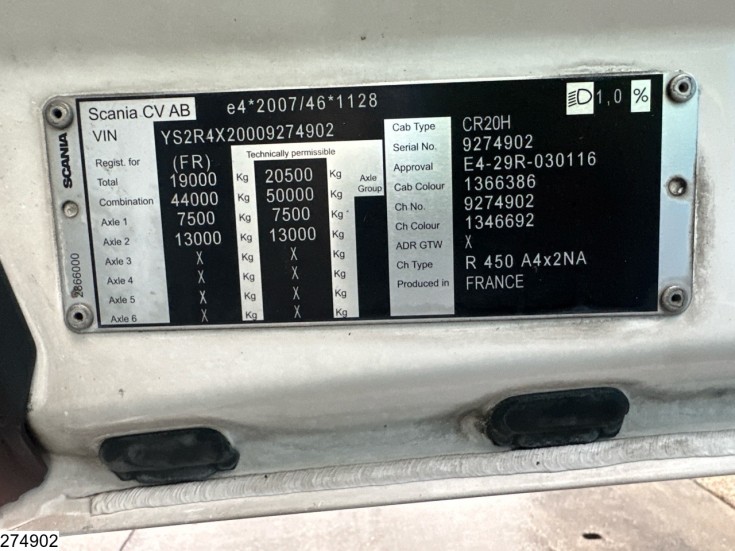 Scania CV AB e4*2007/46*1128 1,0 %
VIN YS2R4X20009274902
Regist. for (FR) Technically permissible
Total 19000 Kg 20500 Kg Axle Group
Combination 44000 Kg 50000 Kg
Axle 1 7500 Kg 7500 Kg
Axle 2 13000 Kg 13000 Kg
Axle 3 X Kg X Kg
Axle 4 X Kg X Kg
Axle 5 X Kg X Kg
Axle 6 X Kg X Kg
Cab Type CR20H
Serial No. 9274902
Approval E4-29R-030116
Cab Colour 1366386
Ch No. 9274902
Ch Colour 1346692
ADR GTW X
Ch Type R 450 A4x2NA
Produced in FRANCE
SCANIA
2666000
274902